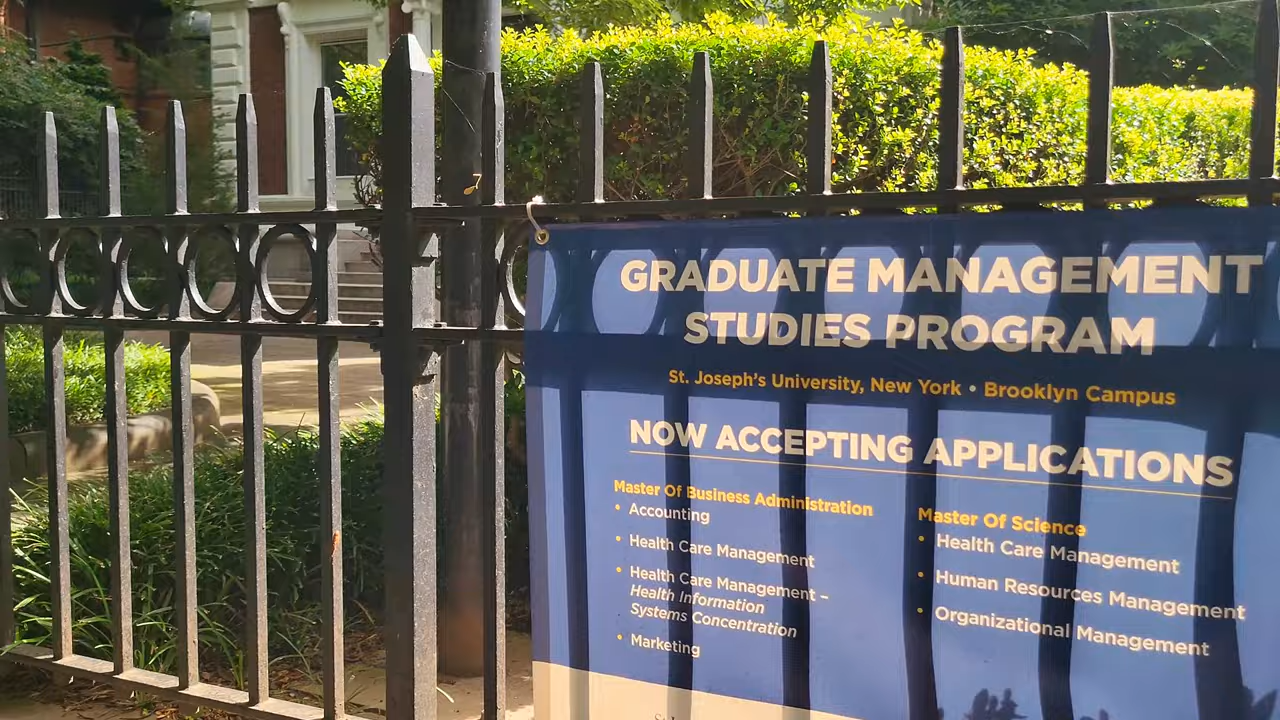 GRADUATE MANAGEMENT
STUDIES PROGRAM
St. Joseph's University, New York • Brooklyn Campus
NOW ACCEPTING APPLICATIONS
Master Of Business Administration
• Accounting
• Health Care Management
• Health Care Management –
Health Information
Systems Concentration
• Marketing
Master Of Science
• Health Care Management
• Human Resources Management
• Organizational Management